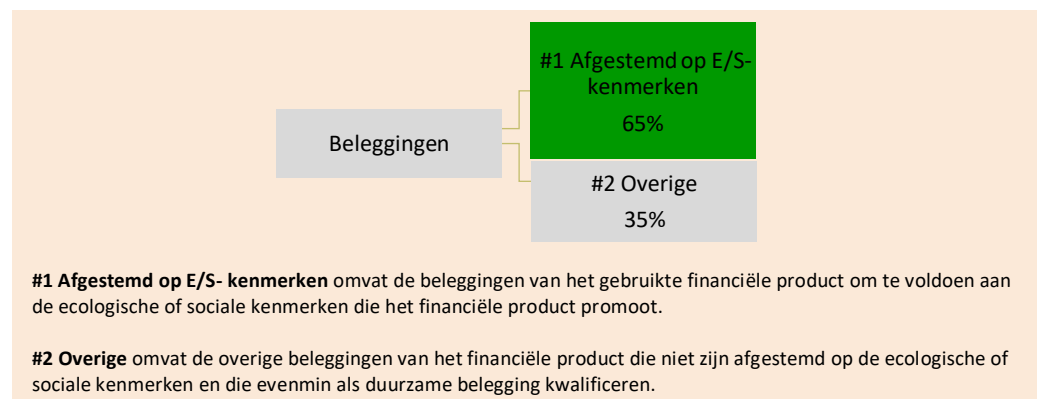 #1 Afgestemd op E/S-
kenmerken
65%
Beleggingen
#2 Overige
35%
#1 Afgestemd op E/S- kenmerken omvat de beleggingen van het gebruikte financiële product om te voldoen aan
de ecologische of sociale kenmerken die het financiële product promoot.
#2 Overige omvat de overige beleggingen van het financiële product die niet zijn afgestemd op de ecologische of
sociale kenmerken en die evenmin als duurzame belegging kwalificeren.